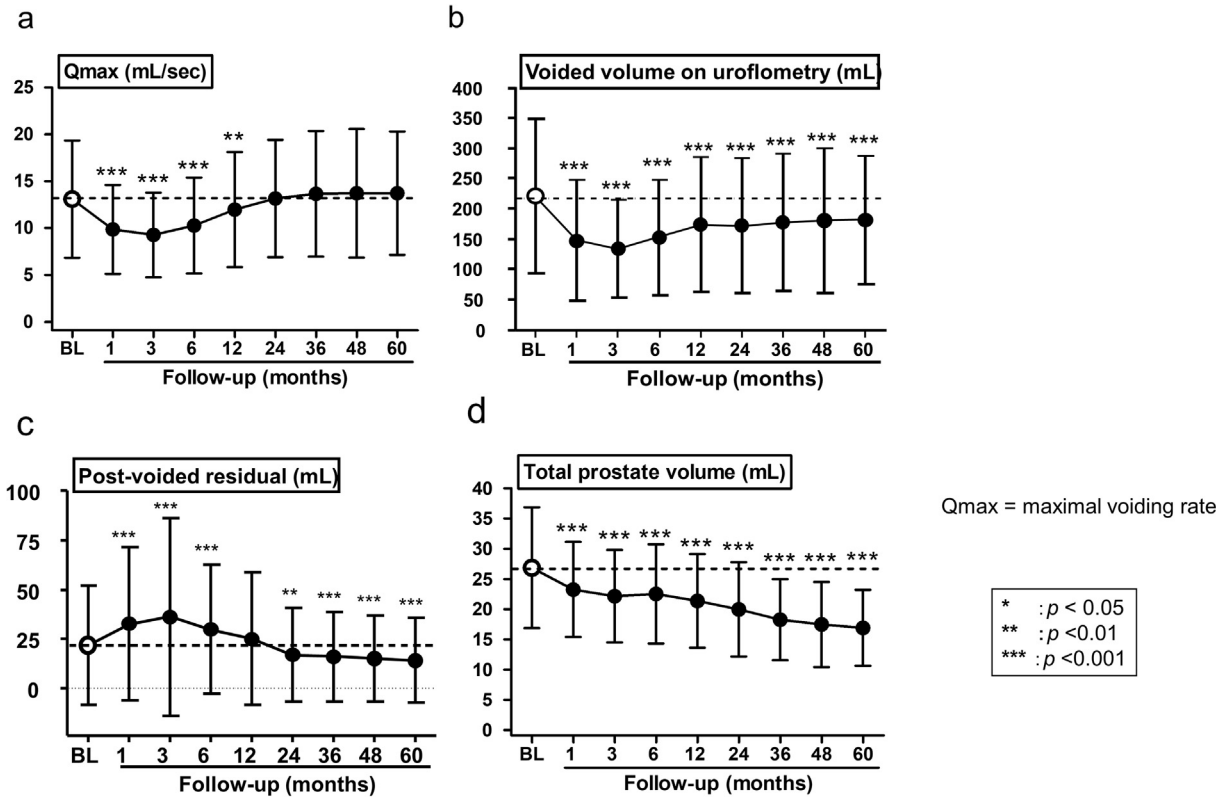 a
Qmax (mL/sec)
25
20
15
10
5
0
*** *** *** **
BL 1 3 6 12 24 36 48 60
Follow-up (months)
b
Voided volume on uroflometry (mL)
400
350
300
250
200
150
100
50
0
*** *** *** *** *** *** *** ***
BL 1 3 6 12 24 36 48 60
Follow-up (months)
c
Post-voided residual (mL)
100
75
50
25
0
*** *** *** ** *** *** ***
BL 1 3 6 12 24 36 48 60
Follow-up (months)
d
Total prostate volume (mL)
40
35
30
25
20
15
10
5
0
*** *** *** *** *** *** *** ***
BL 1 3 6 12 24 36 48 60
Follow-up (months)
Qmax = maximal voiding rate
* : p < 0.05
** : p <0.01
*** : p <0.001